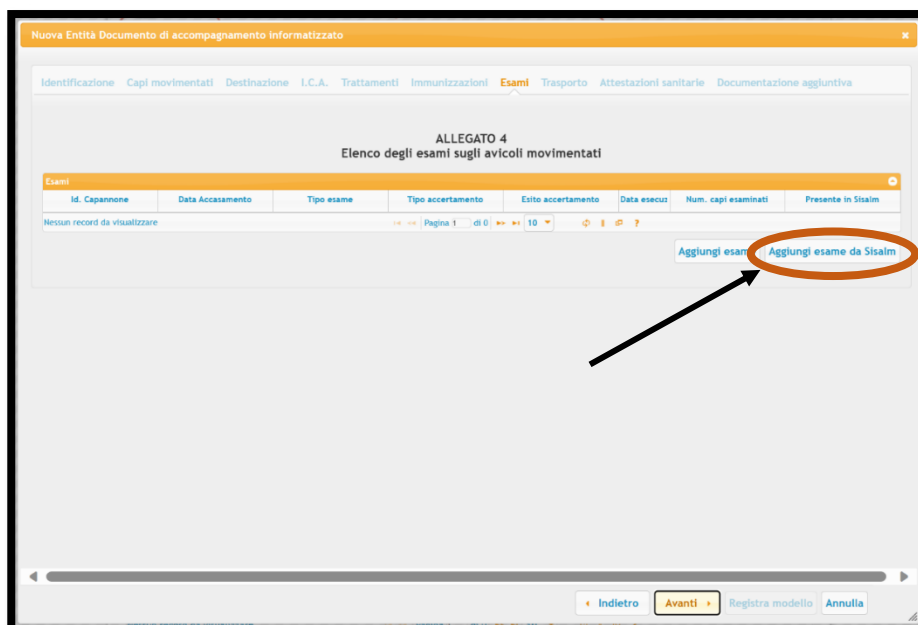 Nuova Entità Documento di accompagnamento informatizzato
Identificazione Capi movimentati Destinazione I.C.A. Trattamenti Immunizzazioni Esami Trasporto Attestazioni sanitarie Documentazione aggiuntiva
ALLEGATO 4
Elenco degli esami sugli avicoli movimentati
Esami
Id. Capannone Data Accasamento Tipo esame Tipo accertamento Esito accertamento Data esecuz Num. capi esaminati Presente in Sisalm
Nessun record da visualizzare Pagina 1 di 0 10 ?
Aggiungi esam Aggiungi esame da Sisalm
Indietro Avanti Registra modello Annulla